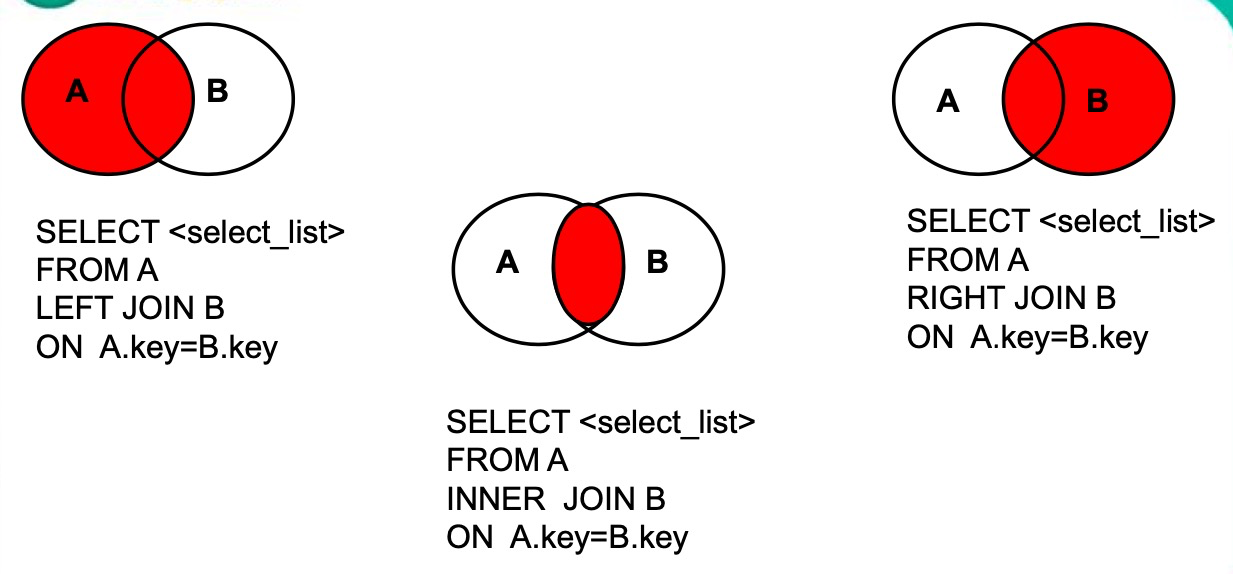 A
B
SELECT <select_list>
FROM A
LEFT JOIN B
ON  A.key=B.key
A
B
SELECT <select_list>
FROM A
INNER  JOIN B
ON  A.key=B.key
A
B
SELECT <select_list>
FROM A
RIGHT JOIN B
ON  A.key=B.key